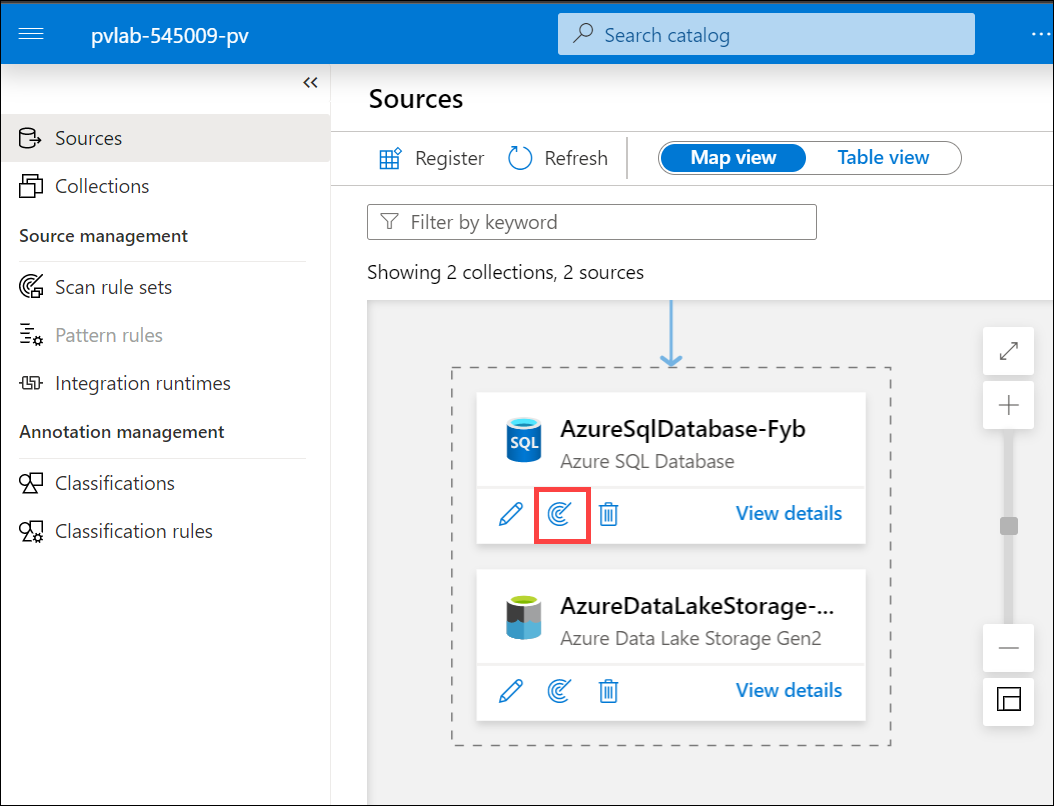 pvlab-545009-pv
Search catalog
Sources
Collections
Source management
Scan rule sets
Pattern rules
Integration runtimes
Annotation management
Classifications
Classification rules
Sources
Register Refresh Map view Table view
Filter by keyword
Showing 2 collections, 2 sources
SQL
AzureSqlDatabase-Fyb
Azure SQL Database
View details
AzureDataLakeStorage-...
Azure Data Lake Storage Gen2
View details